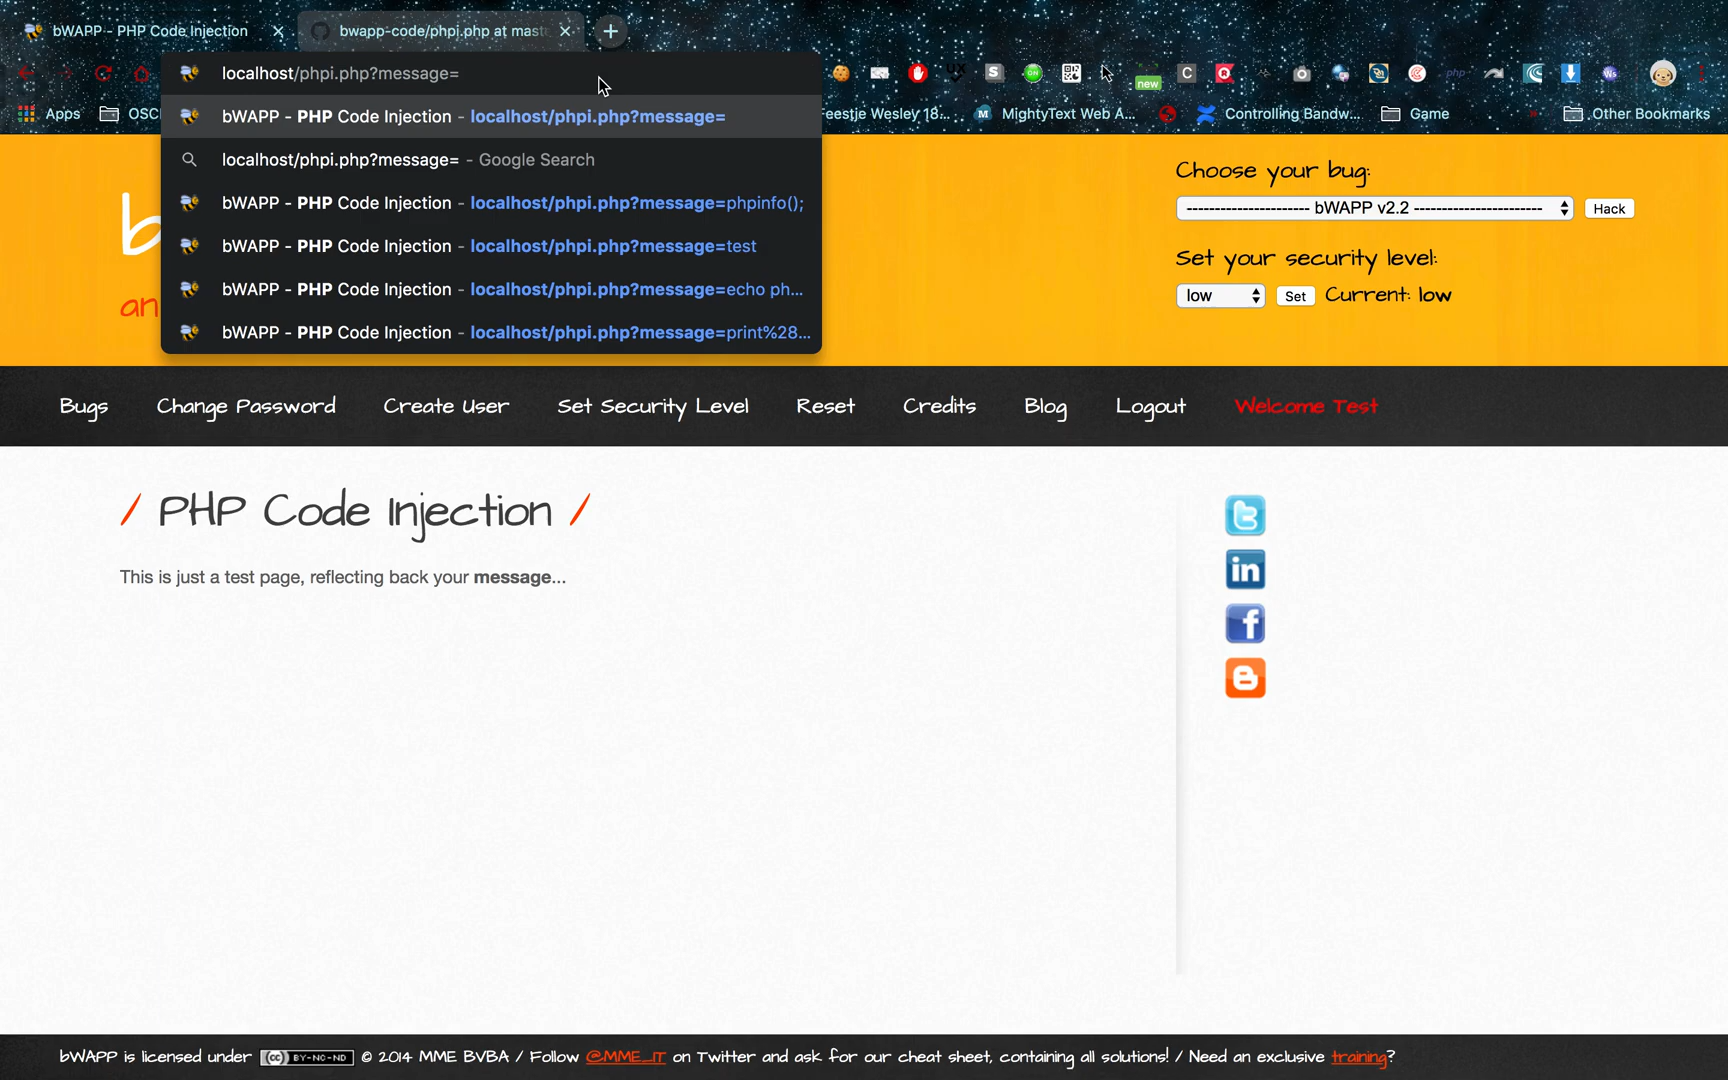 bWAPP - PHP Code Injection
bwapp-code/phpi.php at mast
localhost/phpi.php?message=
new
Apps
OSC
eestje Wesley 18...
MightyText Web A...
Controlling Bandw...
Game
Other Bookmarks
bWAPP - PHP Code Injection - localhost/phpi.php?message=
localhost/phpi.php?message= - Google Search
bWAPP - PHP Code Injection - localhost/phpi.php?message=phpinfo();
bWAPP - PHP Code Injection - localhost/phpi.php?message=test
bWAPP - PHP Code Injection - localhost/phpi.php?message=echo ph...
bWAPP - PHP Code Injection - localhost/phpi.php?message=print%28...
b
an
Choose your bug:
---------------------- bWAPP v2.2 ----------------------- Hack
Set your security level:
low Set Current: low
Bugs Change Password Create User Set Security Level Reset Credits Blog Logout Welcome Test
/ PHP Code Injection /
This is just a test page, reflecting back your message...
bWAPP is licensed under (cc) BY-NC-ND © 2014 MME BVBA / Follow @MME_IT on Twitter and ask for our cheat sheet, containing all solutions! / Need an exclusive training?